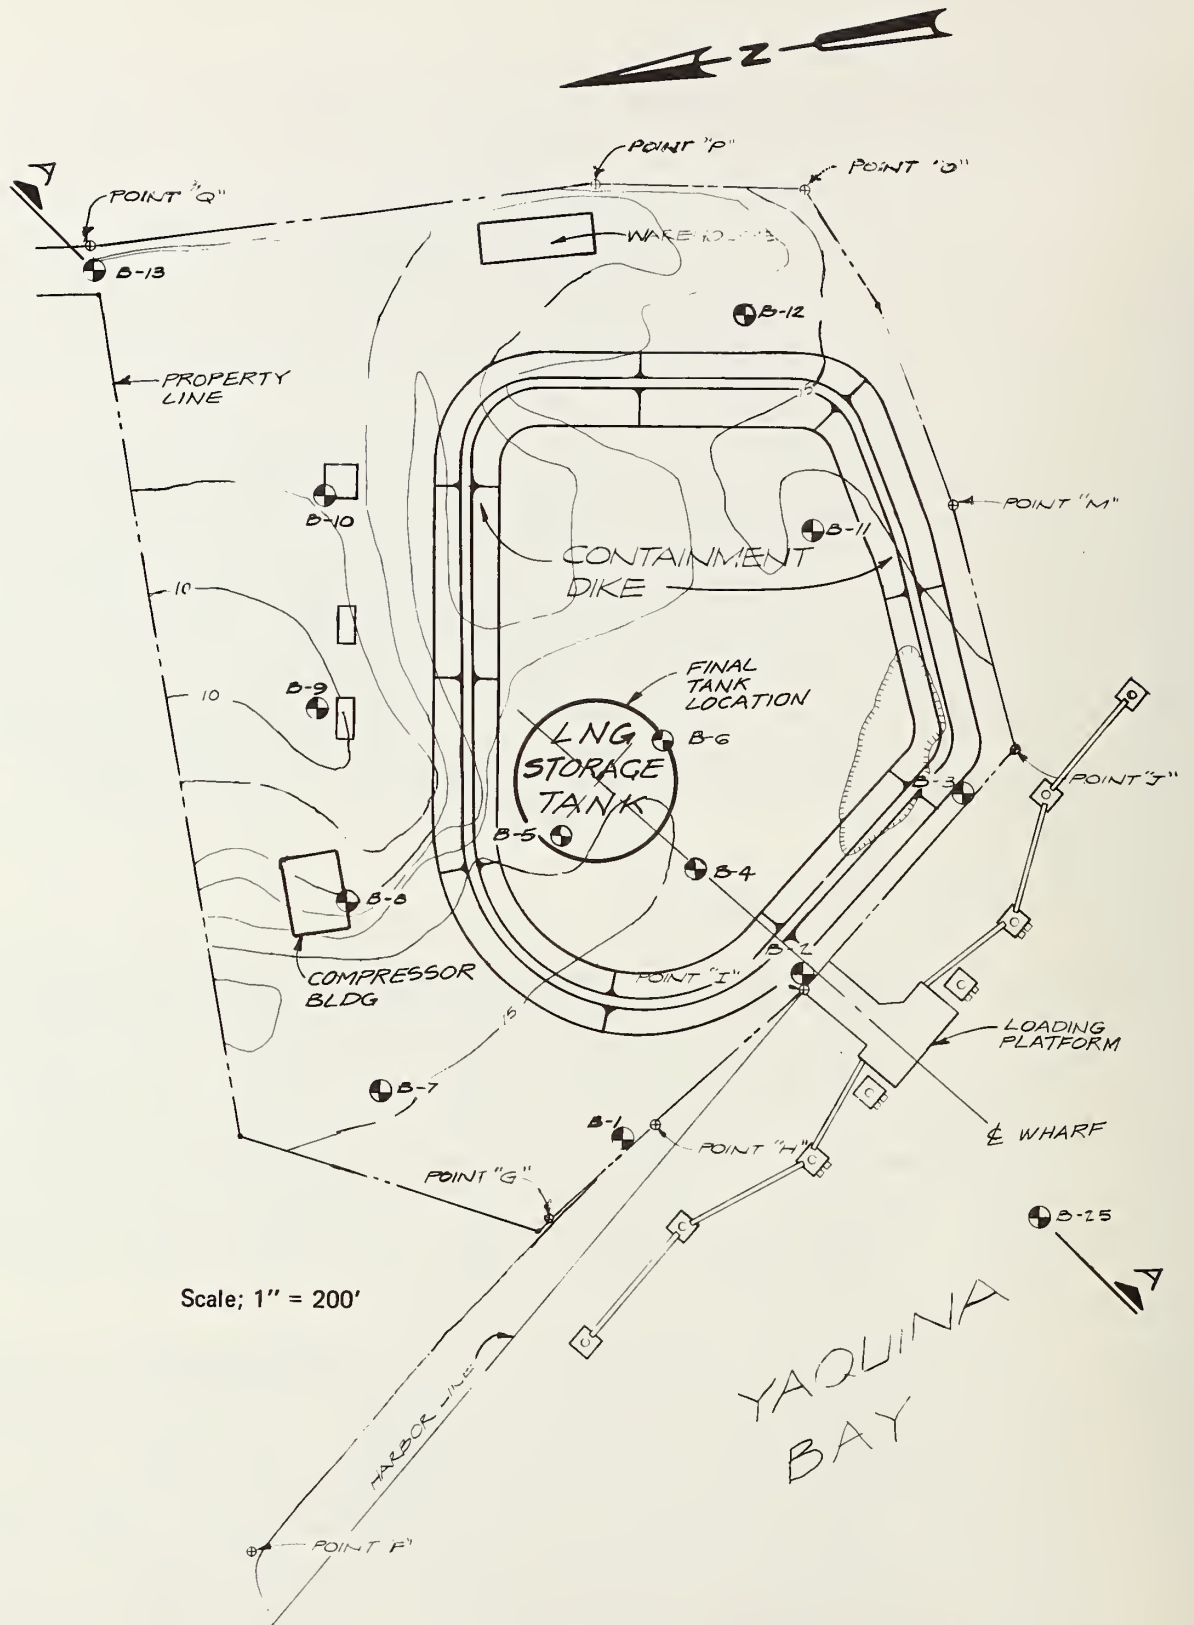 N
POINT "P"
POINT "O"
A
POINT "Q"
B-13
B-12
PROPERTY
LINE
15
B-10
POINT "M"
B-11
CONTAINMENT
DIKE
10
FINAL
TANK
LOCATION
10
B-9
B-6
LNG
STORAGE
TANK
B-5
B-3
POINT "J"
B-4
B-8
B-2
POINT "I"
COMPRESSOR
BLDG
15
LOADING
PLATFORM
B-7
B-1
POINT "H"
℄ WHARF
POINT "G"
B-25
A
Scale; 1" = 200'
YAQUINA
BAY
HARBOR
POINT F"